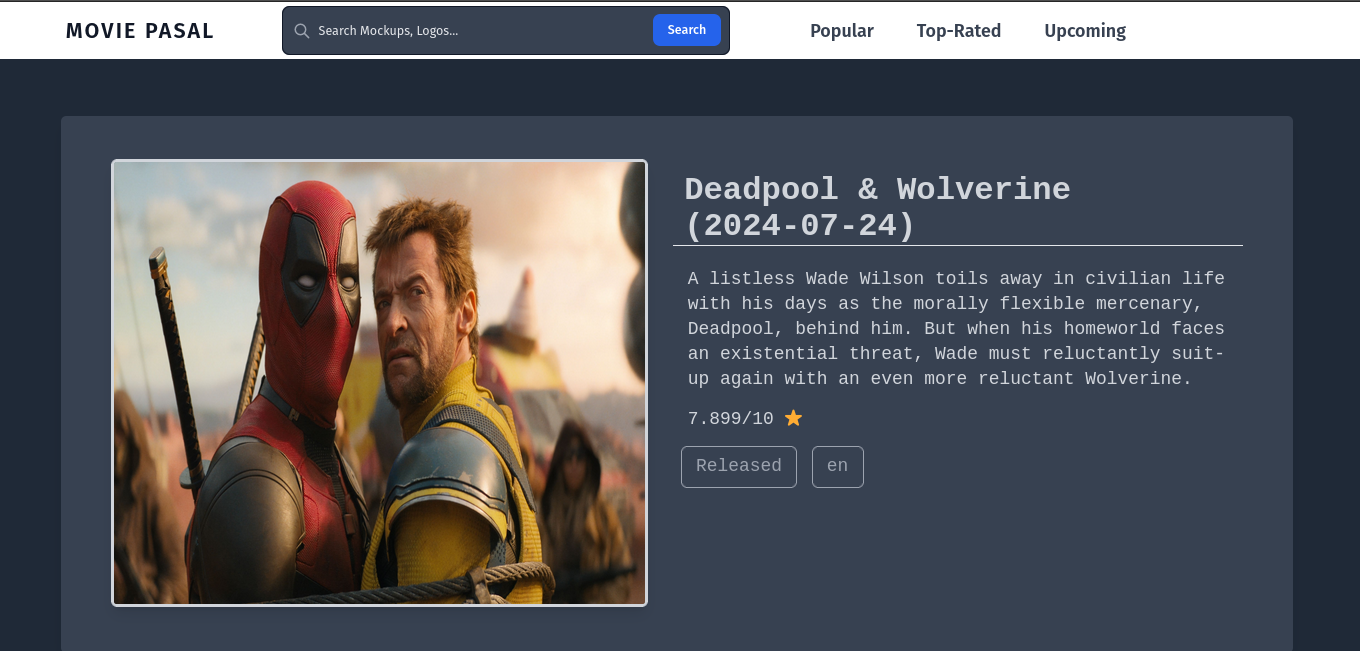 MOVIE PASAL
Search Mockups, Logos...
Search
Popular
Top-Rated
Upcoming
Deadpool & Wolverine
(2024-07-24)
A listless Wade Wilson toils away in civilian life
with his days as the morally flexible mercenary,
Deadpool, behind him. But when his homeworld faces
an existential threat, Wade must reluctantly suit-
up again with an even more reluctant Wolverine.
7.899/10 ⭐
Released
en